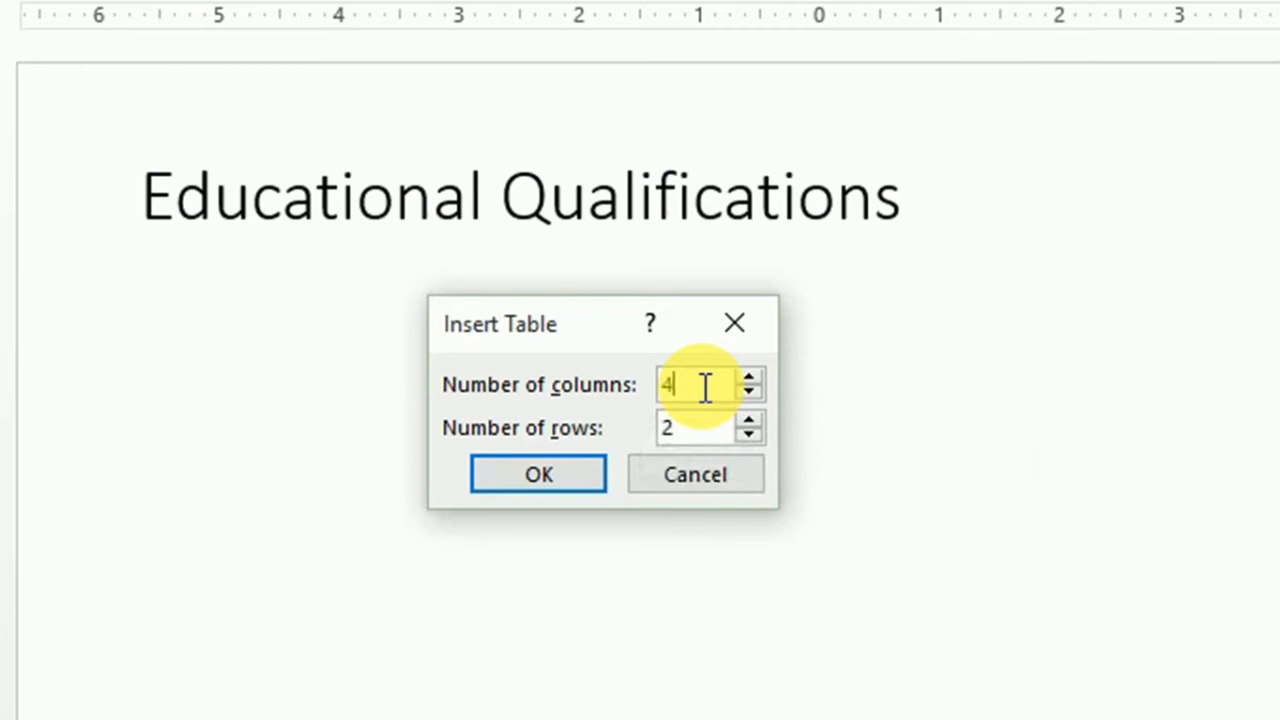 6 5 4 3 2 1 0 1 2 3
Educational Qualifications
Insert Table ?
Number of columns: 4
Number of rows: 2
OK Cancel